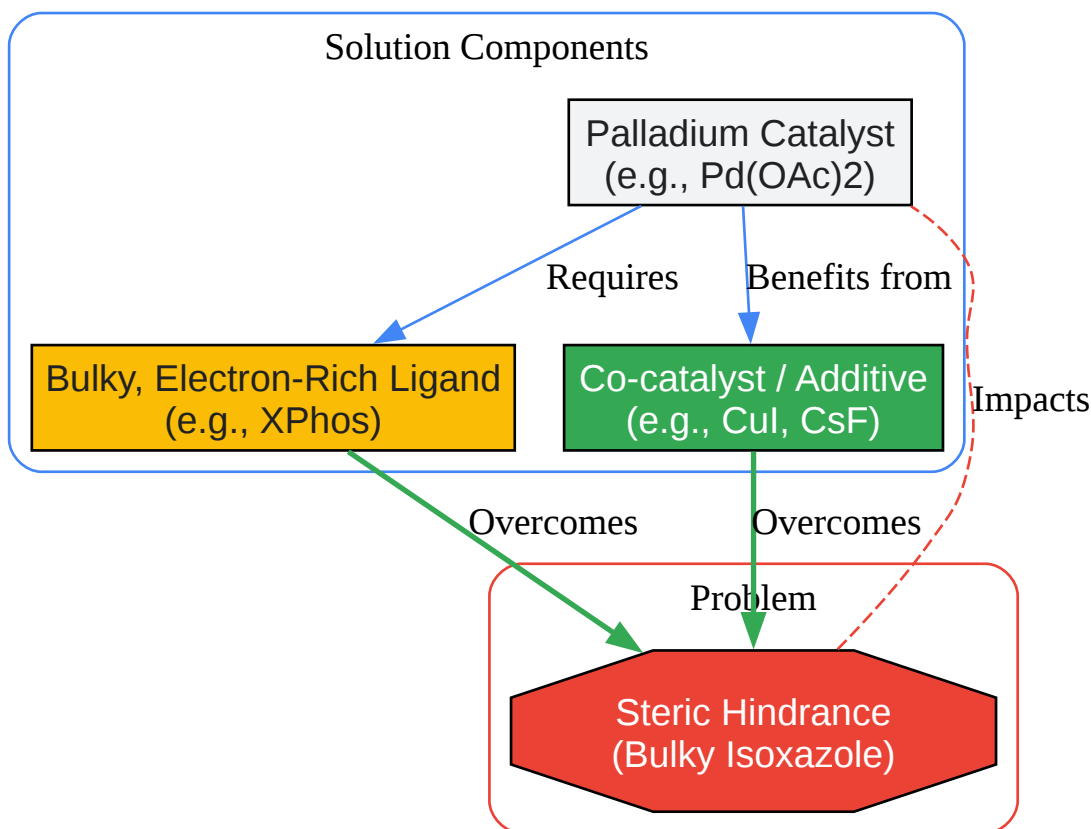 Solution Components
Palladium Catalyst
(e.g., Pd(OAc)2)
Requires
Benefits from
Bulky, Electron-Rich Ligand
(e.g., XPhos)
Co-catalyst / Additive
(e.g., CuI, CsF)
Impacts
Overcomes
Overcomes
Problem
Steric Hindrance
(Bulky Isoxazole)